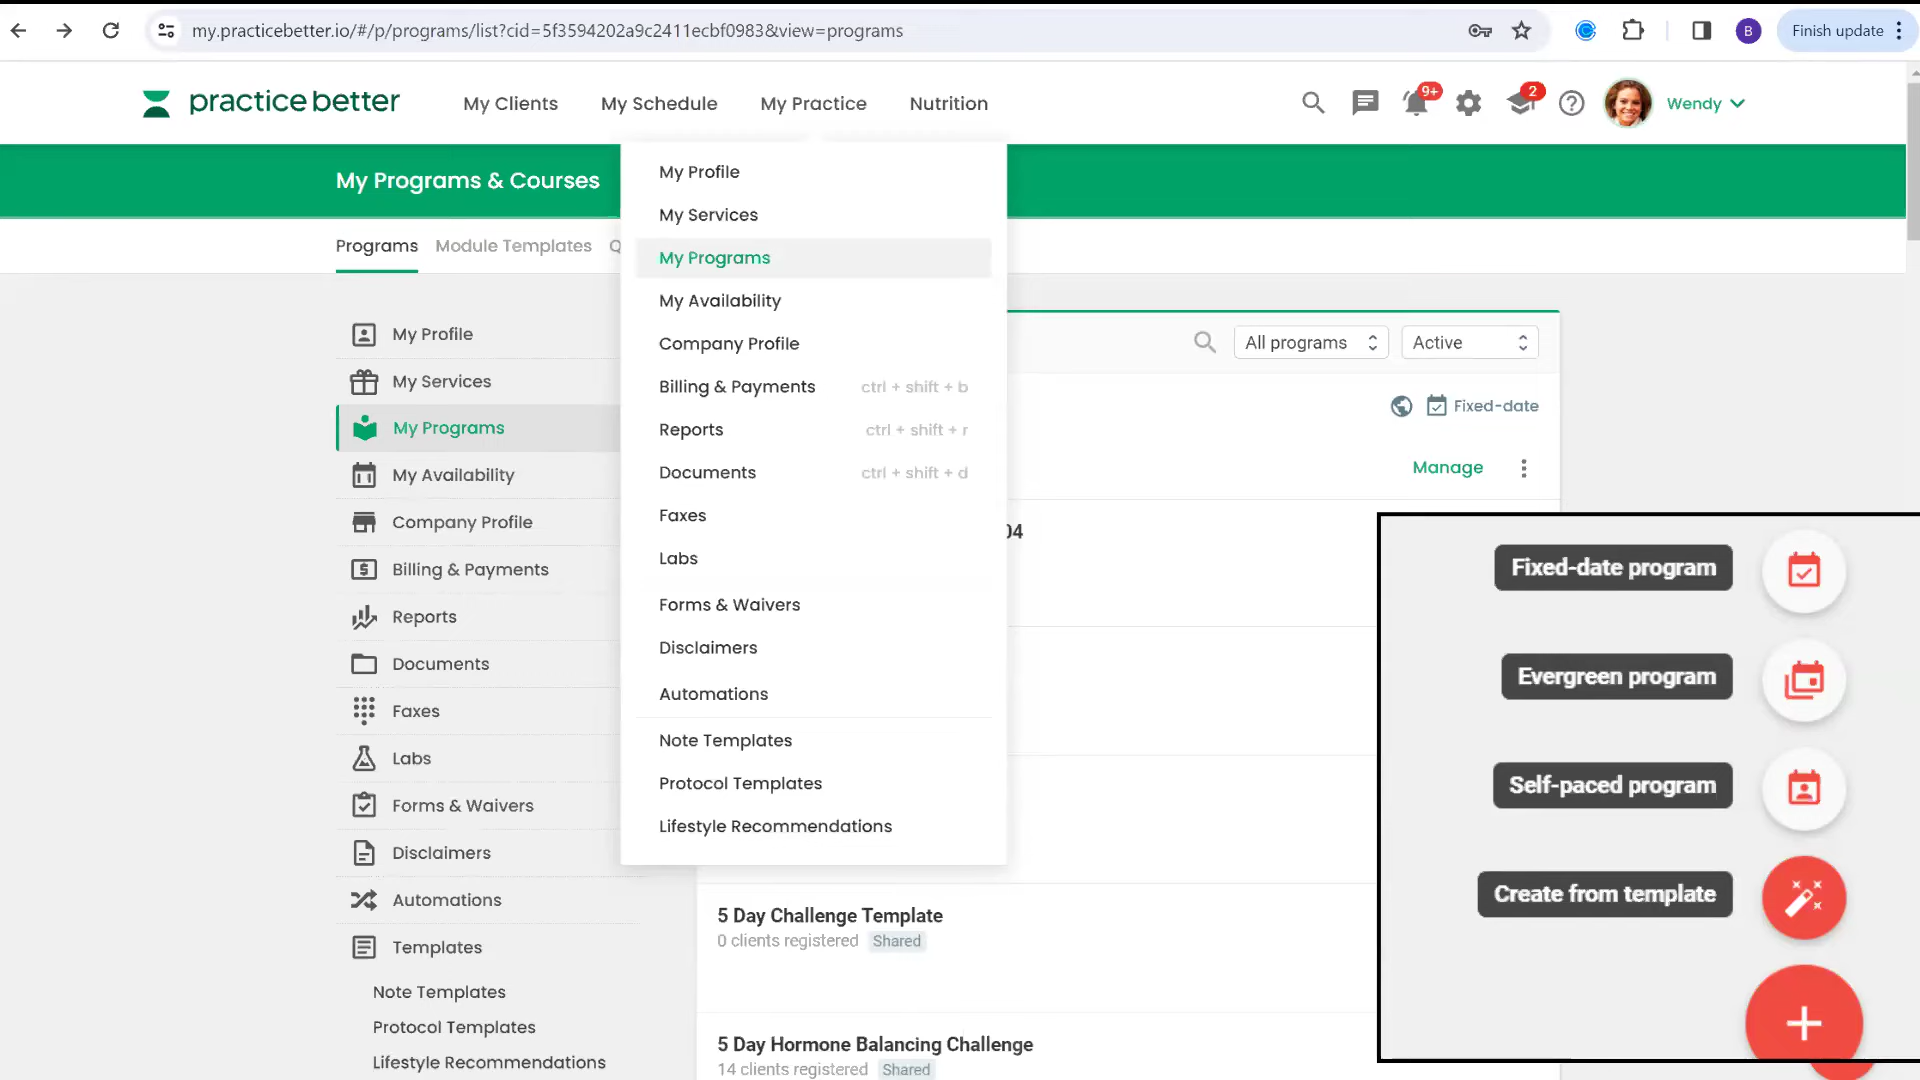 my.practicebetter.io/#/p/programs/list?cid=5f3594202a9c2411ecbf0983&view=programs
B
Finish update
practice better
My Clients
My Schedule
My Practice
Nutrition
9+
2
Wendy
My Programs & Courses
Programs
Module Templates
Q
My Profile
My Services
My Programs
My Availability
Company Profile
Billing & Payments ctrl + shift + b
Reports ctrl + shift + r
Documents ctrl + shift + d
Faxes
Labs
Forms & Waivers
Disclaimers
Automations
Note Templates
Protocol Templates
Lifestyle Recommendations
My Profile
My Services
My Programs
My Availability
Company Profile
Billing & Payments
Reports
Documents
Faxes
Labs
Forms & Waivers
Disclaimers
Automations
Templates
Note Templates
Protocol Templates
Lifestyle Recommendations
All programs
Active
Fixed-date
Manage
04
5 Day Challenge Template
0 clients registered Shared
5 Day Hormone Balancing Challenge
14 clients registered Shared
Fixed-date program
Evergreen program
Self-paced program
Create from template